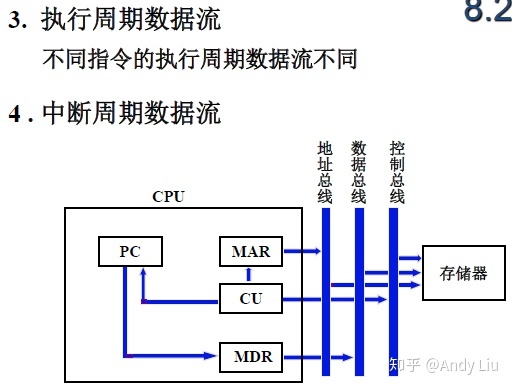 3. 执行周期数据流
8.2
不同指令的执行周期数据流不同
4 . 中断周期数据流
地址总线
数据总线
控制总线
CPU
PC
MAR
CU
存储器
MDR
知乎 @Andy Liu